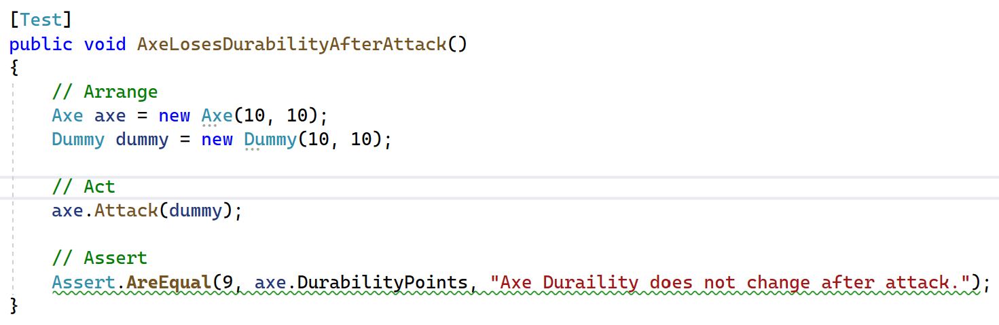 [Test]
public void AxeLosesDurabilityAfterAttack()
{
    // Arrange
    Axe axe = new Axe(10, 10);
    Dummy dummy = new Dummy(10, 10);

    // Act
    axe.Attack(dummy);

    // Assert
    Assert.AreEqual(9, axe.DurabilityPoints, "Axe Duraility does not change after attack.");
}